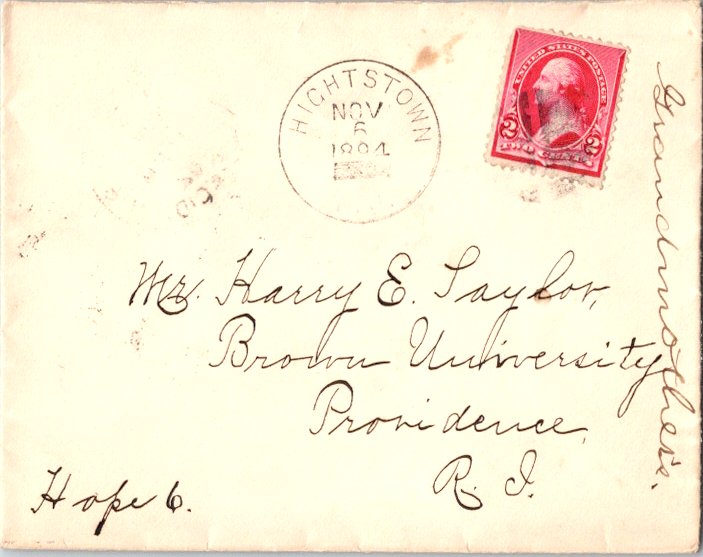 HIGHTSTOWN
NOV
6
1894
UNITED STATES POSTAGE
2 2
TWO CENTS
Grandmother's.
Mr. Harry E. Saylor,
Brown University
Providence,
R. I.
Hope 6.